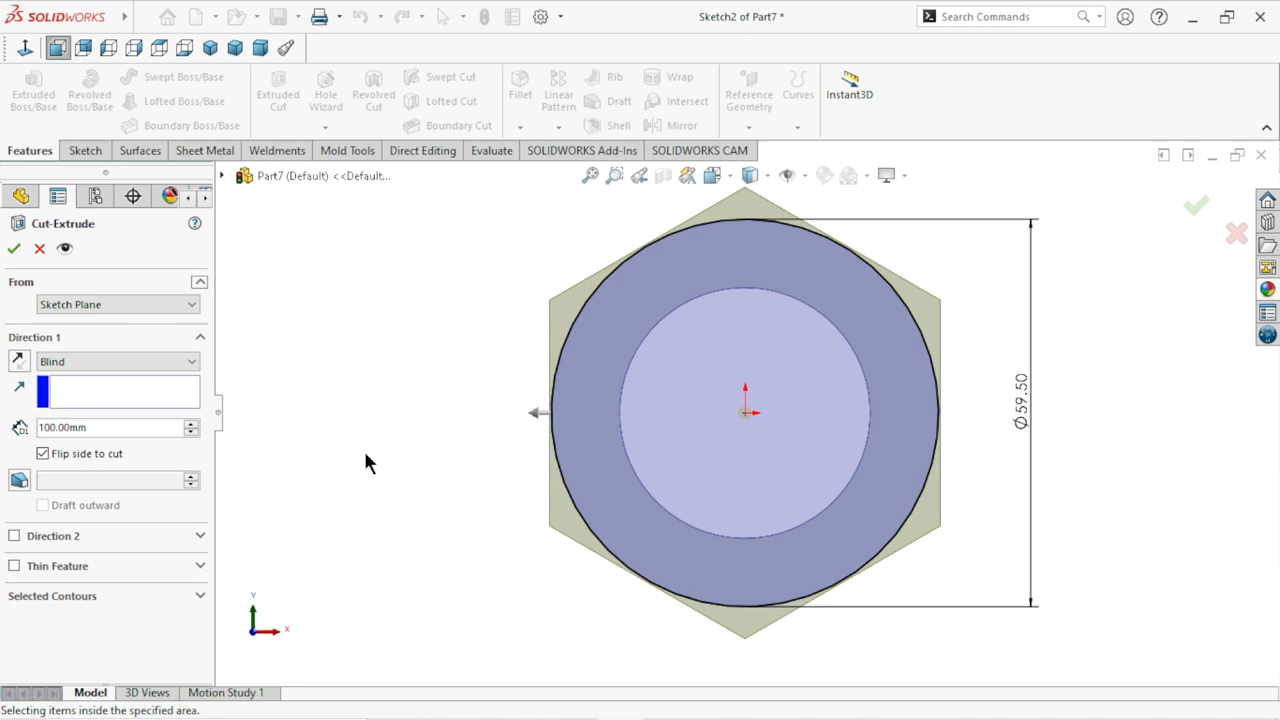 SOLIDWORKS
Sketch2 of Part7 *
Search Commands
Extruded Boss/Base
Revolved Boss/Base
Swept Boss/Base
Lofted Boss/Base
Boundary Boss/Base
Extruded Cut
Hole Wizard
Revolved Cut
Swept Cut
Lofted Cut
Boundary Cut
Fillet
Linear Pattern
Rib
Draft
Shell
Wrap
Intersect
Mirror
Reference Geometry
Curves
Instant3D
Features
Sketch
Surfaces
Sheet Metal
Weldments
Mold Tools
Direct Editing
Evaluate
SOLIDWORKS Add-Ins
SOLIDWORKS CAM
Part7 (Default) <<Default...
Cut-Extrude
From
Sketch Plane
Direction 1
Blind
100.00mm
Flip side to cut
Draft outward
Direction 2
Thin Feature
Selected Contours
Ø59.50
Y
X
Model
3D Views
Motion Study 1
Selecting items inside the specified area.